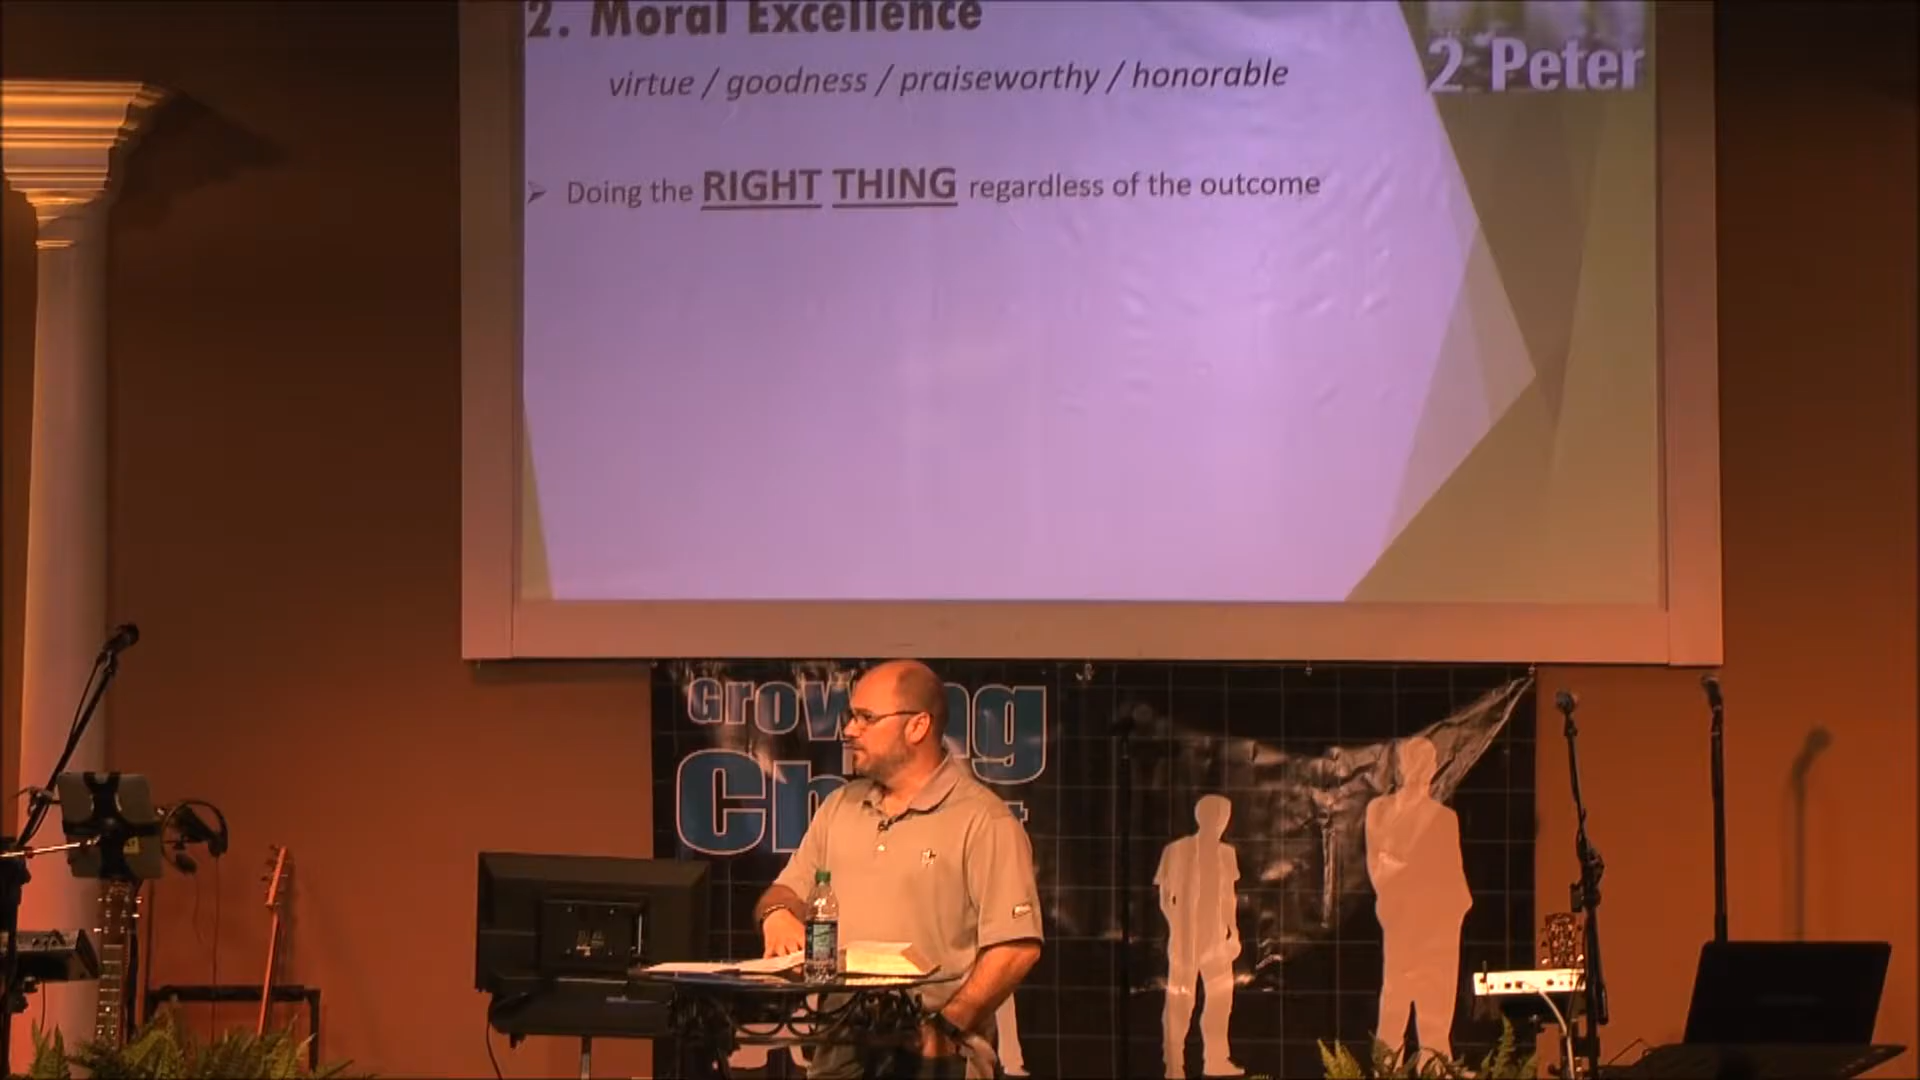 2. Moral Excellence
2 Peter
virtue / goodness / praiseworthy / honorable
➢ Doing the RIGHT THING regardless of the outcome